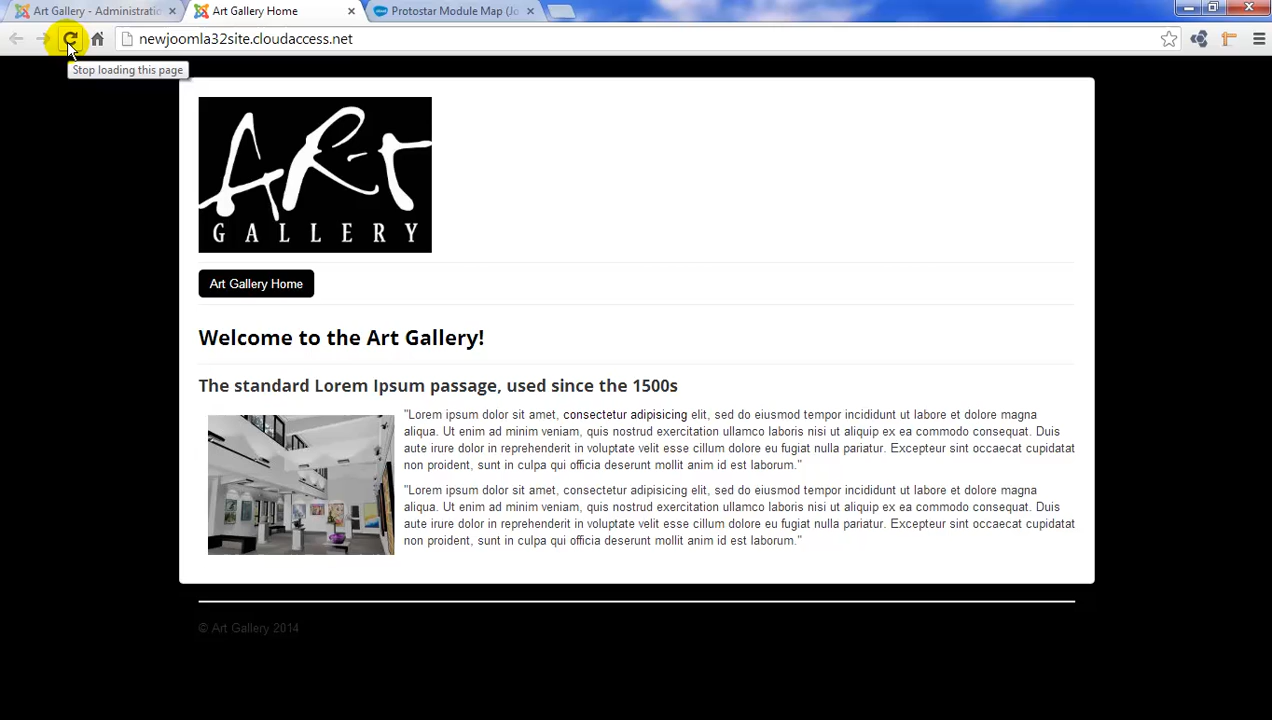 Art Gallery - Administratio
Art Gallery Home
Protostar Module Map (Jo
newjoomla32site.cloudaccess.net
Stop loading this page
ART
GALLERY
Art Gallery Home
Welcome to the Art Gallery!
The standard Lorem Ipsum passage, used since the 1500s
"Lorem ipsum dolor sit amet, consectetur adipisicing elit, sed do eiusmod tempor incididunt ut labore et dolore magna
aliqua. Ut enim ad minim veniam, quis nostrud exercitation ullamco laboris nisi ut aliquip ex ea commodo consequat. Duis
aute irure dolor in reprehenderit in voluptate velit esse cillum dolore eu fugiat nulla pariatur. Excepteur sint occaecat cupidatat
non proident, sunt in culpa qui officia deserunt mollit anim id est laborum."
"Lorem ipsum dolor sit amet, consectetur adipisicing elit, sed do eiusmod tempor incididunt ut labore et dolore magna
aliqua. Ut enim ad minim veniam, quis nostrud exercitation ullamco laboris nisi ut aliquip ex ea commodo consequat. Duis
aute irure dolor in reprehenderit in voluptate velit esse cillum dolore eu fugiat nulla pariatur. Excepteur sint occaecat cupidatat
non proident, sunt in culpa qui officia deserunt mollit anim id est laborum."
© Art Gallery 2014